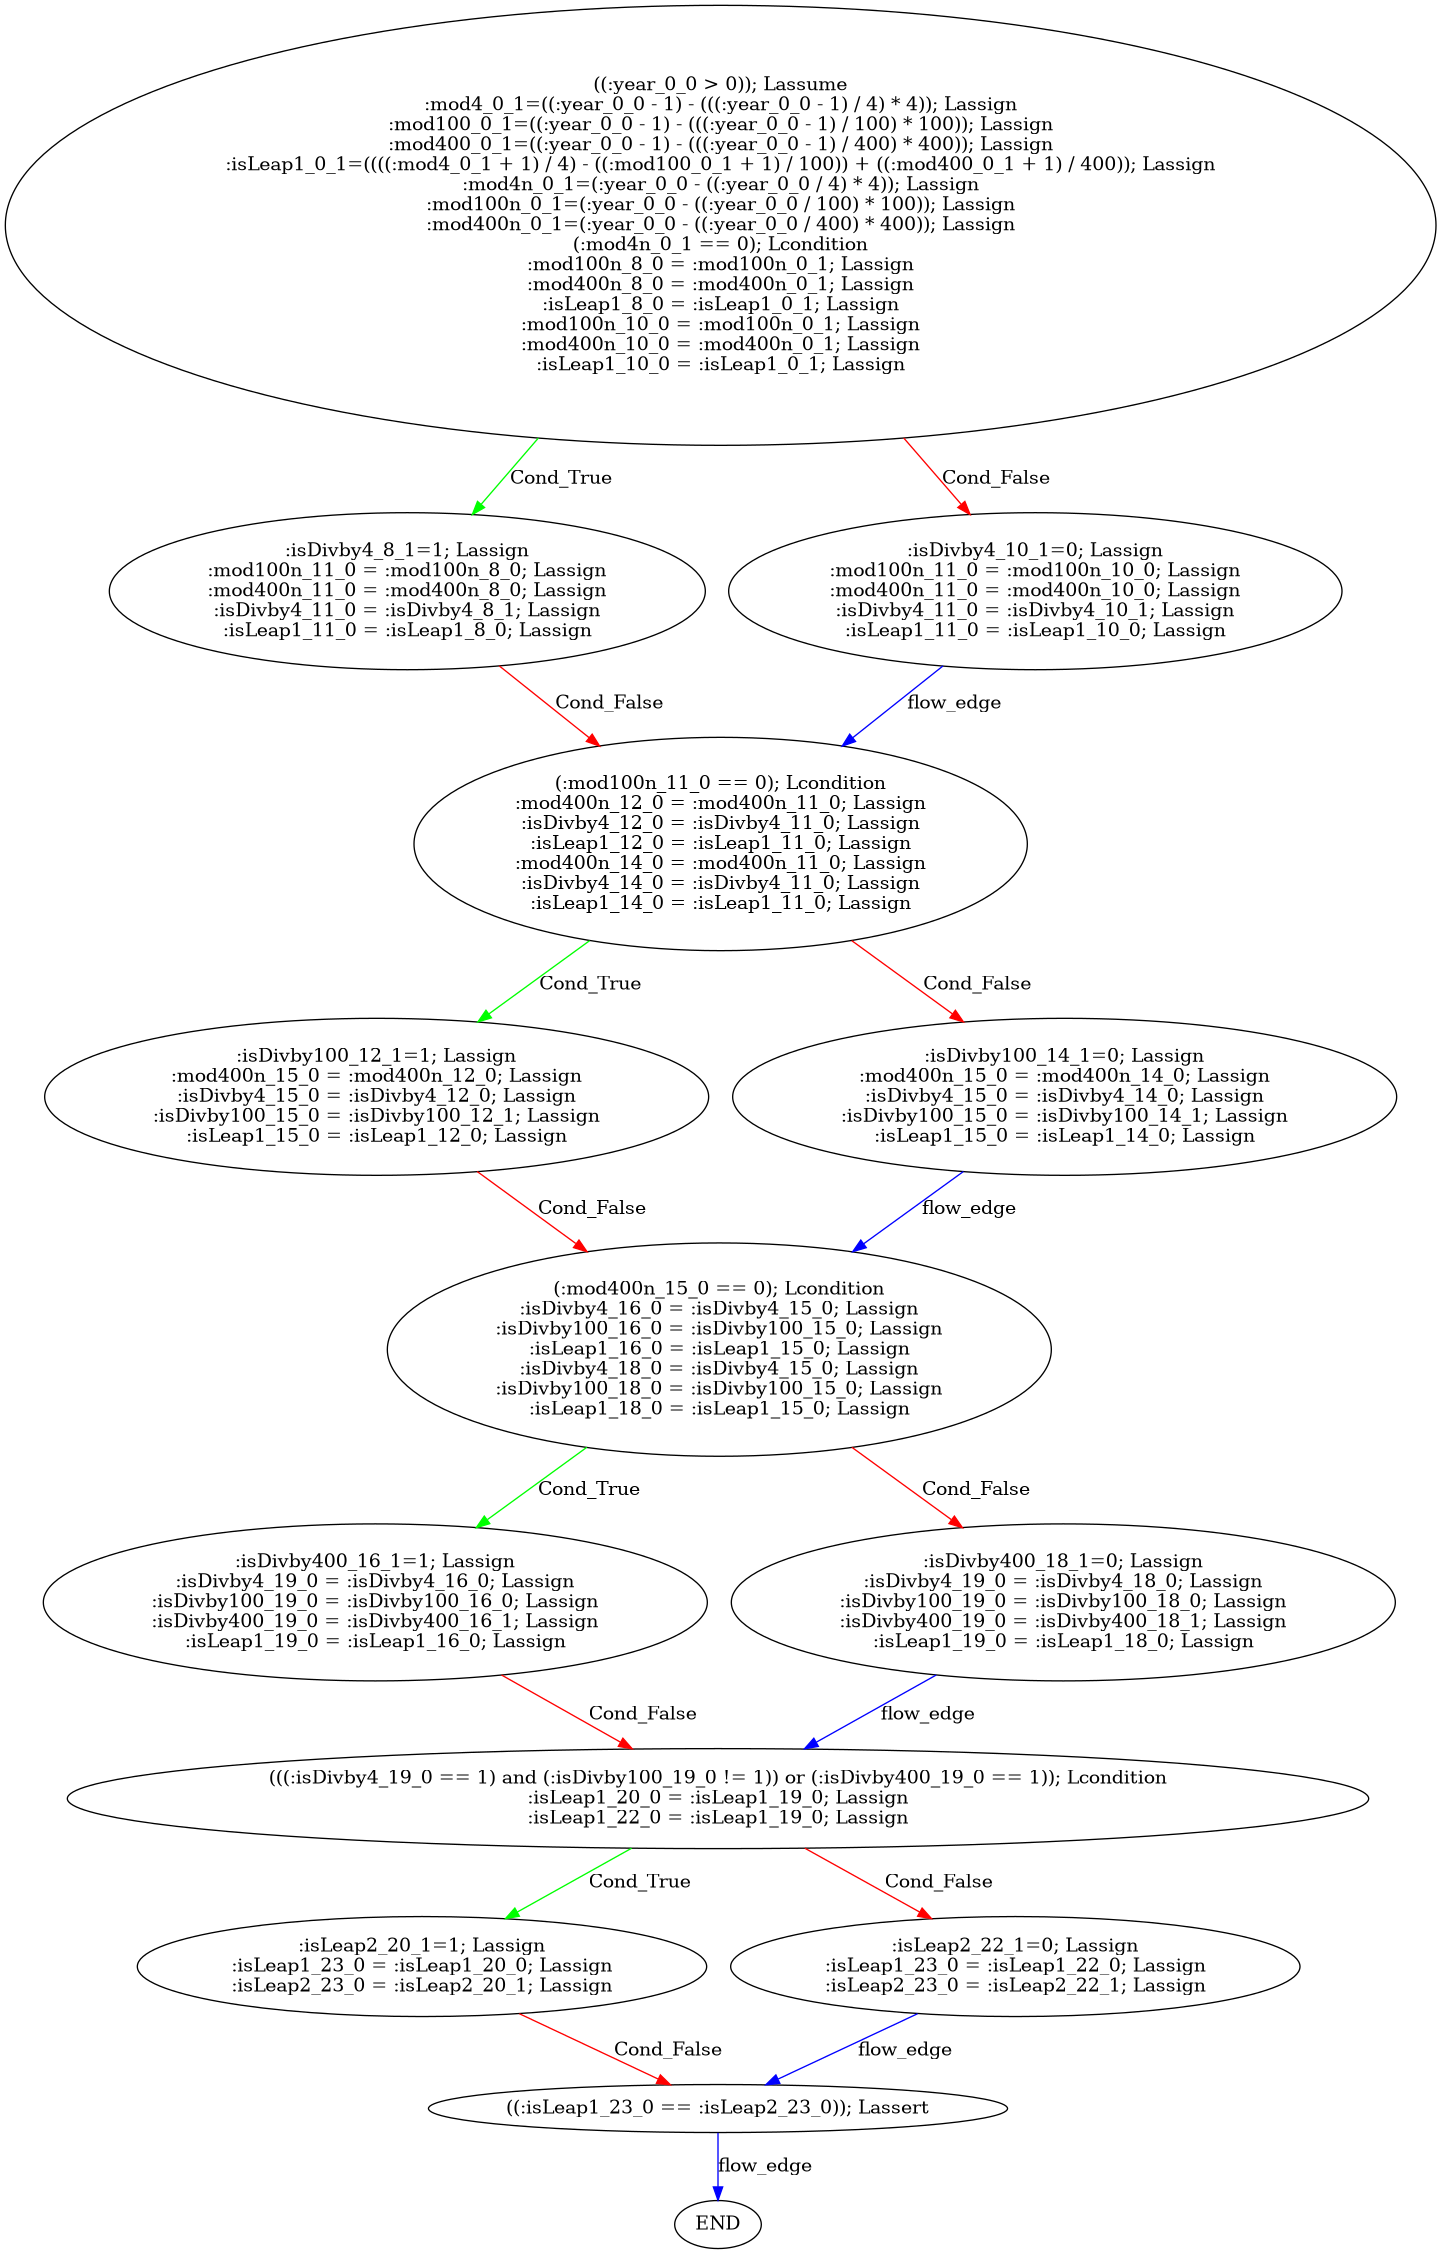 ((:year_0_0 > 0)); Lassume
:mod4_0_1=((:year_0_0 - 1) - (((:year_0_0 - 1) / 4) * 4)); Lassign
:mod100_0_1=((:year_0_0 - 1) - (((:year_0_0 - 1) / 100) * 100)); Lassign
:mod400_0_1=((:year_0_0 - 1) - (((:year_0_0 - 1) / 400) * 400)); Lassign
:isLeap1_0_1=((((:mod4_0_1 + 1) / 4) - ((:mod100_0_1 + 1) / 100)) + ((:mod400_0_1 + 1) / 400)); Lassign
:mod4n_0_1=(:year_0_0 - ((:year_0_0 / 4) * 4)); Lassign
:mod100n_0_1=(:year_0_0 - ((:year_0_0 / 100) * 100)); Lassign
:mod400n_0_1=(:year_0_0 - ((:year_0_0 / 400) * 400)); Lassign
(:mod4n_0_1 == 0); Lcondition
:mod100n_8_0 = :mod100n_0_1; Lassign
:mod400n_8_0 = :mod400n_0_1; Lassign
:isLeap1_8_0 = :isLeap1_0_1; Lassign
:mod100n_10_0 = :mod100n_0_1; Lassign
:mod400n_10_0 = :mod400n_0_1; Lassign
:isLeap1_10_0 = :isLeap1_0_1; Lassign
Cond_True
Cond_False
:isDivby4_8_1=1; Lassign
:mod100n_11_0 = :mod100n_8_0; Lassign
:mod400n_11_0 = :mod400n_8_0; Lassign
:isDivby4_11_0 = :isDivby4_8_1; Lassign
:isLeap1_11_0 = :isLeap1_8_0; Lassign
:isDivby4_10_1=0; Lassign
:mod100n_11_0 = :mod100n_10_0; Lassign
:mod400n_11_0 = :mod400n_10_0; Lassign
:isDivby4_11_0 = :isDivby4_10_1; Lassign
:isLeap1_11_0 = :isLeap1_10_0; Lassign
Cond_False
flow_edge
(:mod100n_11_0 == 0); Lcondition
:mod400n_12_0 = :mod400n_11_0; Lassign
:isDivby4_12_0 = :isDivby4_11_0; Lassign
:isLeap1_12_0 = :isLeap1_11_0; Lassign
:mod400n_14_0 = :mod400n_11_0; Lassign
:isDivby4_14_0 = :isDivby4_11_0; Lassign
:isLeap1_14_0 = :isLeap1_11_0; Lassign
Cond_True
Cond_False
:isDivby100_12_1=1; Lassign
:mod400n_15_0 = :mod400n_12_0; Lassign
:isDivby4_15_0 = :isDivby4_12_0; Lassign
:isDivby100_15_0 = :isDivby100_12_1; Lassign
:isLeap1_15_0 = :isLeap1_12_0; Lassign
:isDivby100_14_1=0; Lassign
:mod400n_15_0 = :mod400n_14_0; Lassign
:isDivby4_15_0 = :isDivby4_14_0; Lassign
:isDivby100_15_0 = :isDivby100_14_1; Lassign
:isLeap1_15_0 = :isLeap1_14_0; Lassign
Cond_False
flow_edge
(:mod400n_15_0 == 0); Lcondition
:isDivby4_16_0 = :isDivby4_15_0; Lassign
:isDivby100_16_0 = :isDivby100_15_0; Lassign
:isLeap1_16_0 = :isLeap1_15_0; Lassign
:isDivby4_18_0 = :isDivby4_15_0; Lassign
:isDivby100_18_0 = :isDivby100_15_0; Lassign
:isLeap1_18_0 = :isLeap1_15_0; Lassign
Cond_True
Cond_False
:isDivby400_16_1=1; Lassign
:isDivby4_19_0 = :isDivby4_16_0; Lassign
:isDivby100_19_0 = :isDivby100_16_0; Lassign
:isDivby400_19_0 = :isDivby400_16_1; Lassign
:isLeap1_19_0 = :isLeap1_16_0; Lassign
:isDivby400_18_1=0; Lassign
:isDivby4_19_0 = :isDivby4_18_0; Lassign
:isDivby100_19_0 = :isDivby100_18_0; Lassign
:isDivby400_19_0 = :isDivby400_18_1; Lassign
:isLeap1_19_0 = :isLeap1_18_0; Lassign
Cond_False
flow_edge
(((:isDivby4_19_0 == 1) and (:isDivby100_19_0 != 1)) or (:isDivby400_19_0 == 1)); Lcondition
:isLeap1_20_0 = :isLeap1_19_0; Lassign
:isLeap1_22_0 = :isLeap1_19_0; Lassign
Cond_True
Cond_False
:isLeap2_20_1=1; Lassign
:isLeap1_23_0 = :isLeap1_20_0; Lassign
:isLeap2_23_0 = :isLeap2_20_1; Lassign
:isLeap2_22_1=0; Lassign
:isLeap1_23_0 = :isLeap1_22_0; Lassign
:isLeap2_23_0 = :isLeap2_22_1; Lassign
Cond_False
flow_edge
((:isLeap1_23_0 == :isLeap2_23_0)); Lassert
flow_edge
END